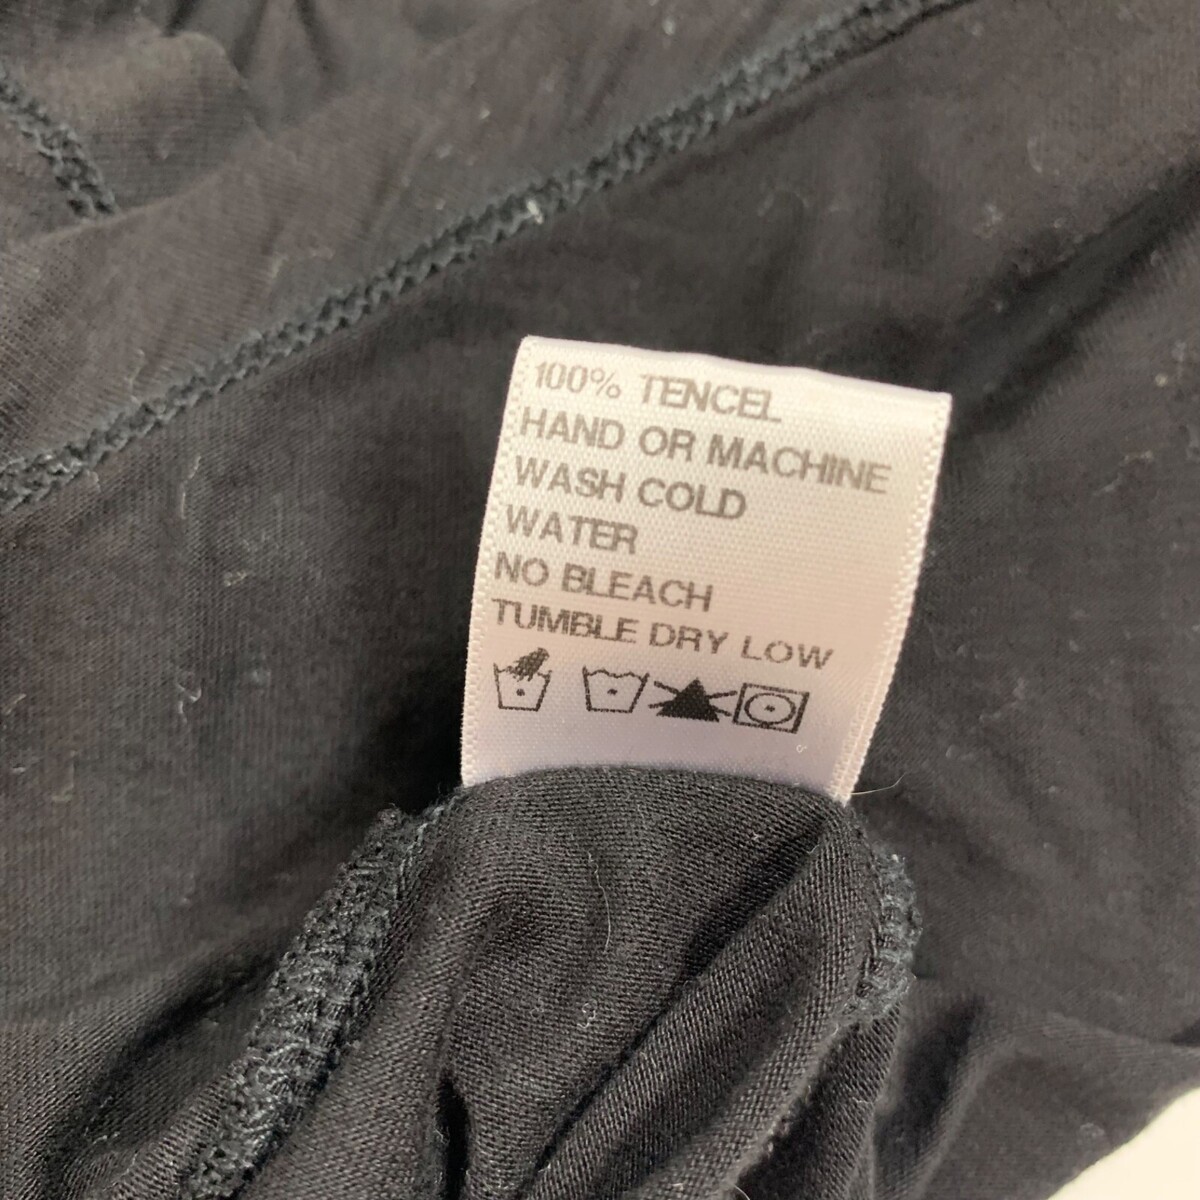 100% TENCEL
HAND OR MACHINE
WASH COLD
WATER
NO BLEACH
TUMBLE DRY LOW